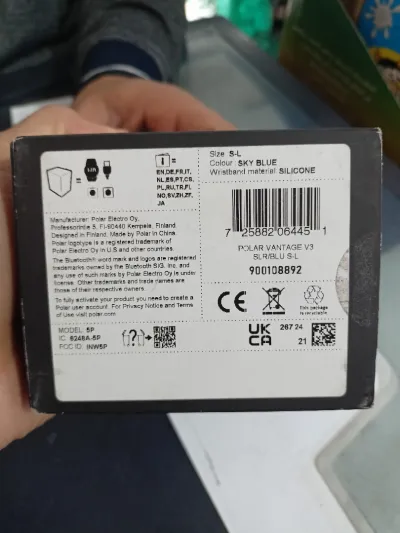 EN,DE,FR,IT,
NL,ES,PT,CS,
PL,RU,TR,FI,
NO,SV,ZH,ZF,
JA
Size: S-L
Colour: SKY BLUE
Wristband material: SILICONE
Manufacturer: Polar Electro Oy,
Professorintie 5, FI-90440 Kempele, Finland.
Designed in Finland. Made by Polar in China.
Polar logotype is a registered trademark of
Polar Electro Oy in U.S and other countries.
The Bluetooth® word mark and logos are registered
trademarks owned by the Bluetooth SIG, Inc. and
any use of such marks by Polar Electro Oy is under
license. Other trademarks and trade names are
those of their respective owners.
To fully activate your product you need to create a
Polar user account. For Privacy Notice and Terms
of Use visit polar.com.
MODEL: 5P
IC: 6248A-5P
FCC ID: INW5P
7 25882 06445 1
POLAR VANTAGE V3
SLR/BLU S-L
900108892
CE
this package
is recyclable
UK
CA
267 24
21